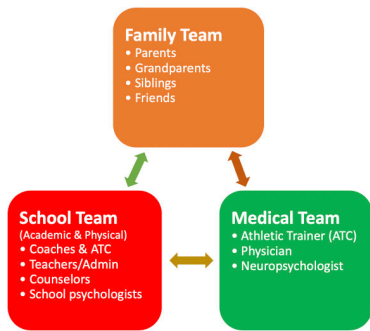 Family Team
• Parents
• Grandparents
• Siblings
• Friends
School Team
(Academic & Physical)
• Coaches & ATC
• Teachers/Admin
• Counselors
• School psychologists
Medical Team
• Athletic Trainer (ATC)
• Physician
• Neuropsychologist